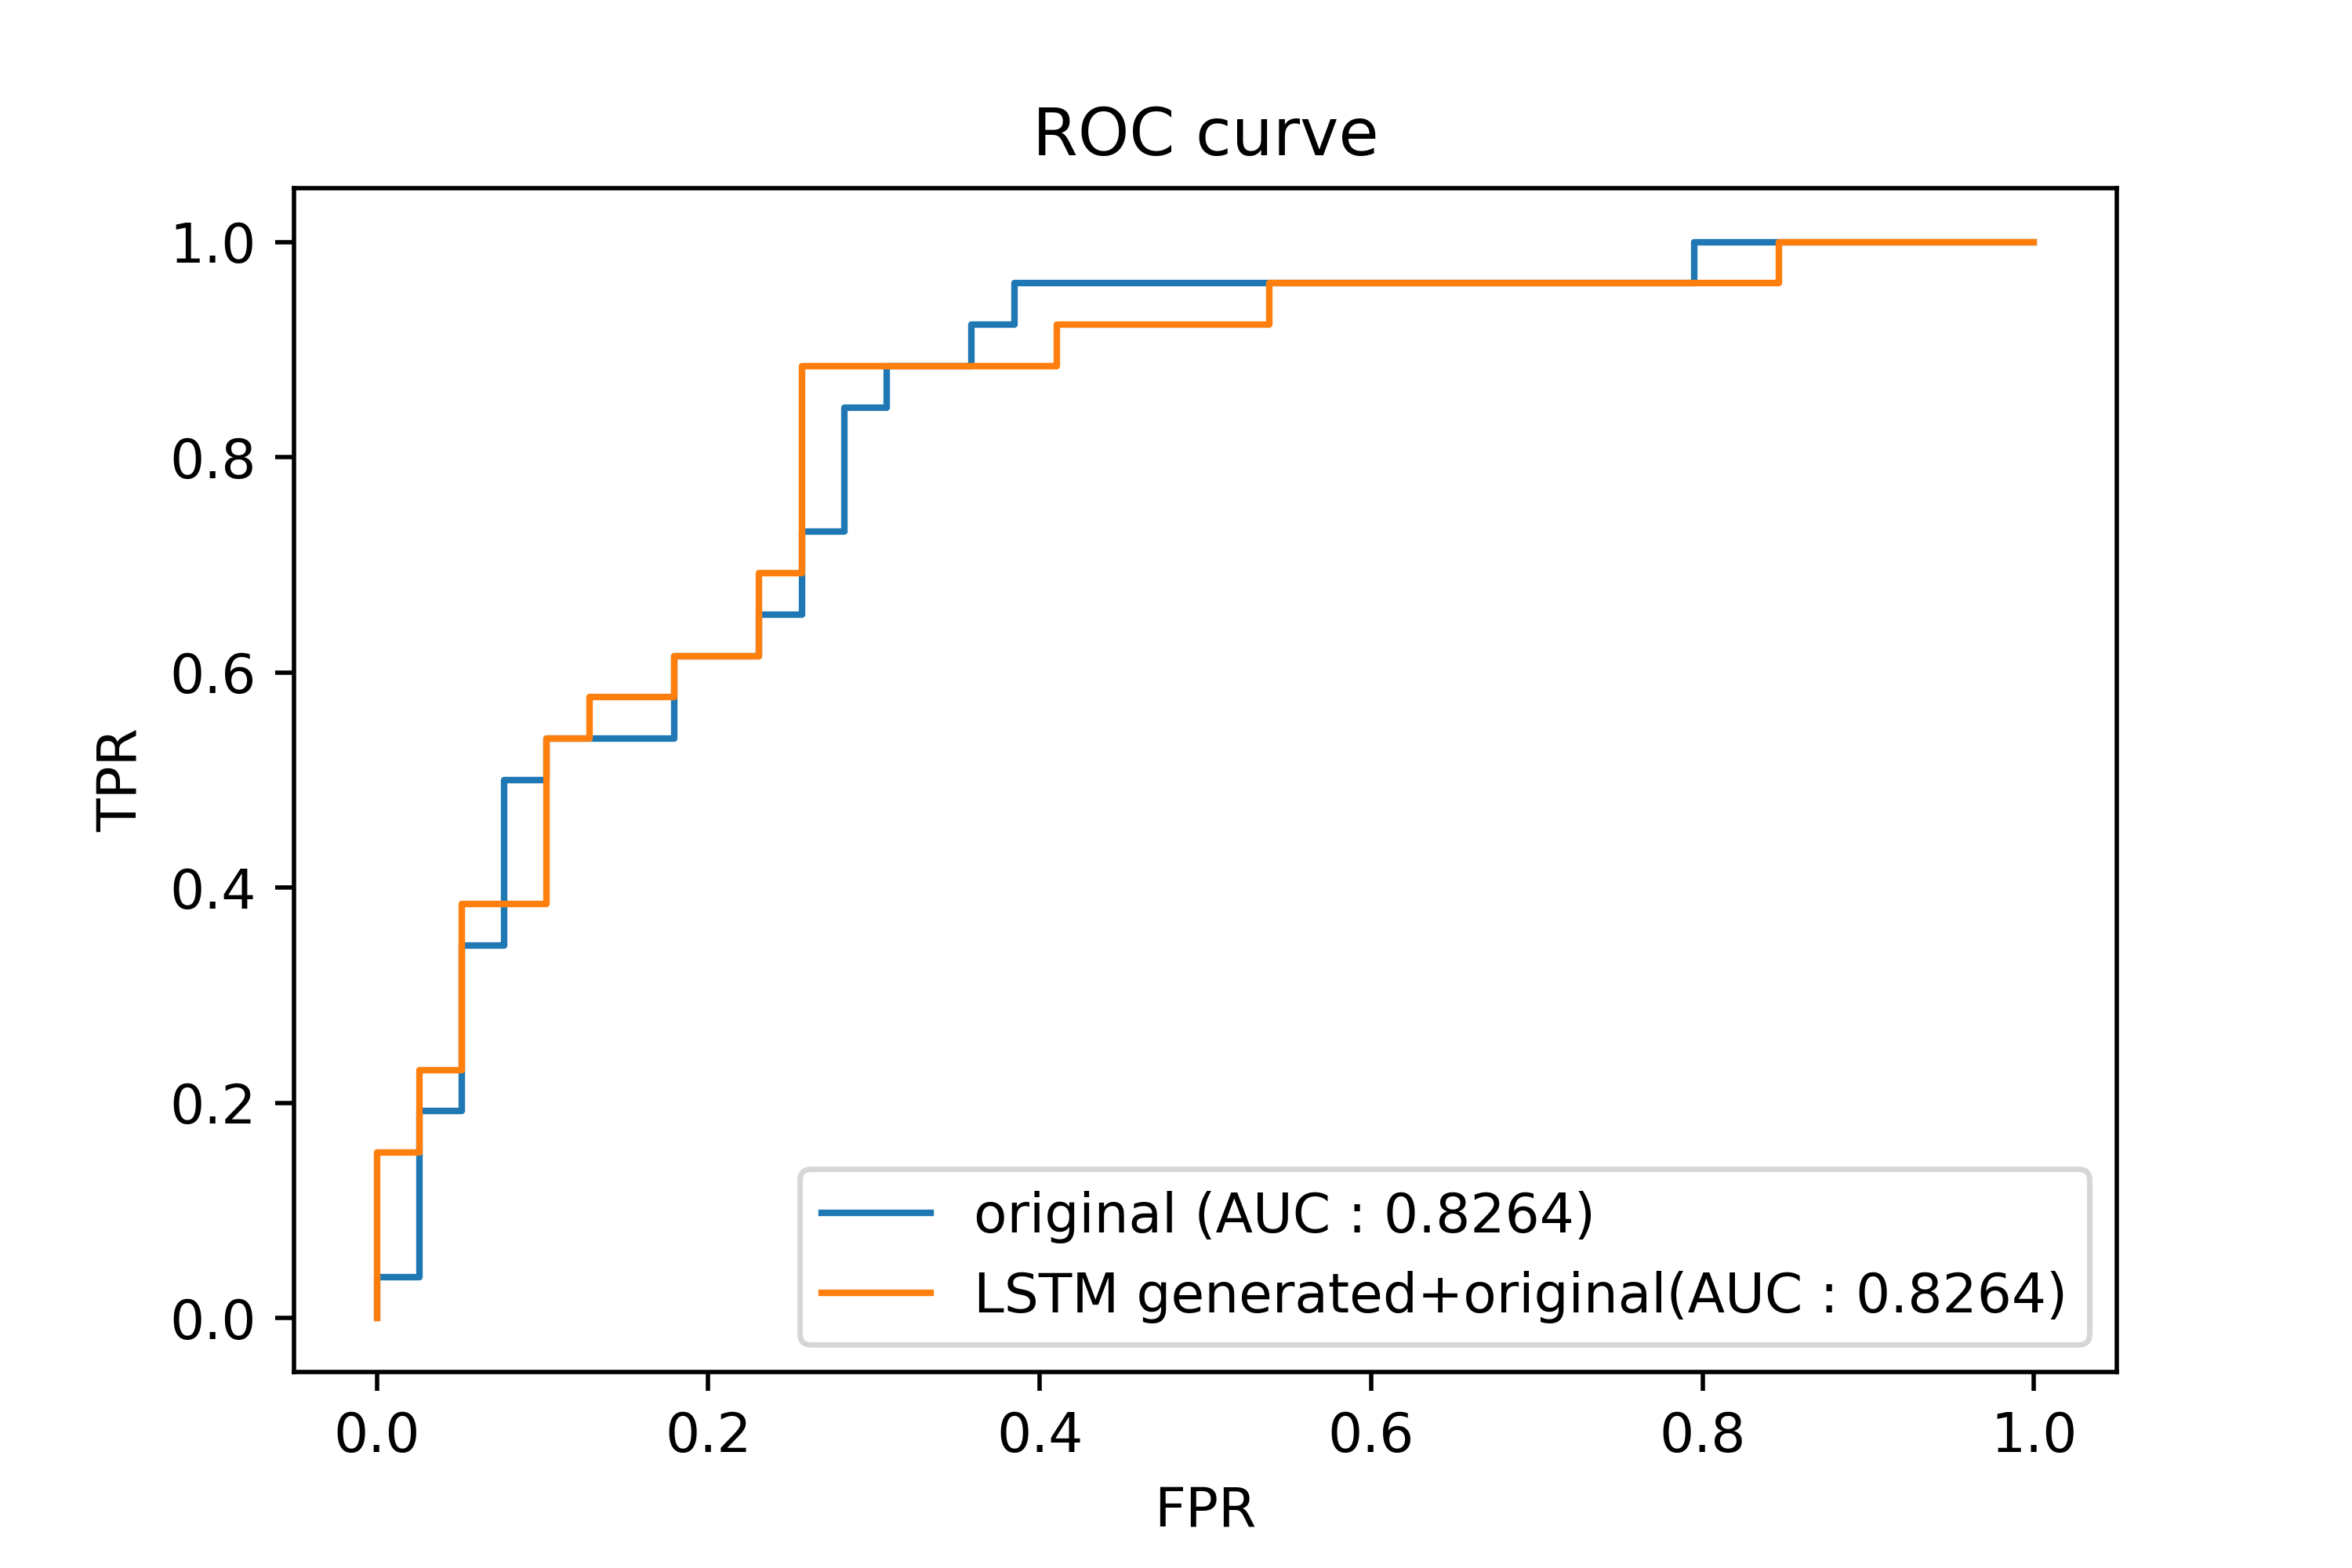 ROC curve
1.0
0.8
0.6
0.4
0.2
0.0
TPR
original (AUC : 0.8264)
LSTM generated+original(AUC : 0.8264)
0.0 0.2 0.4 0.6 0.8 1.0
FPR